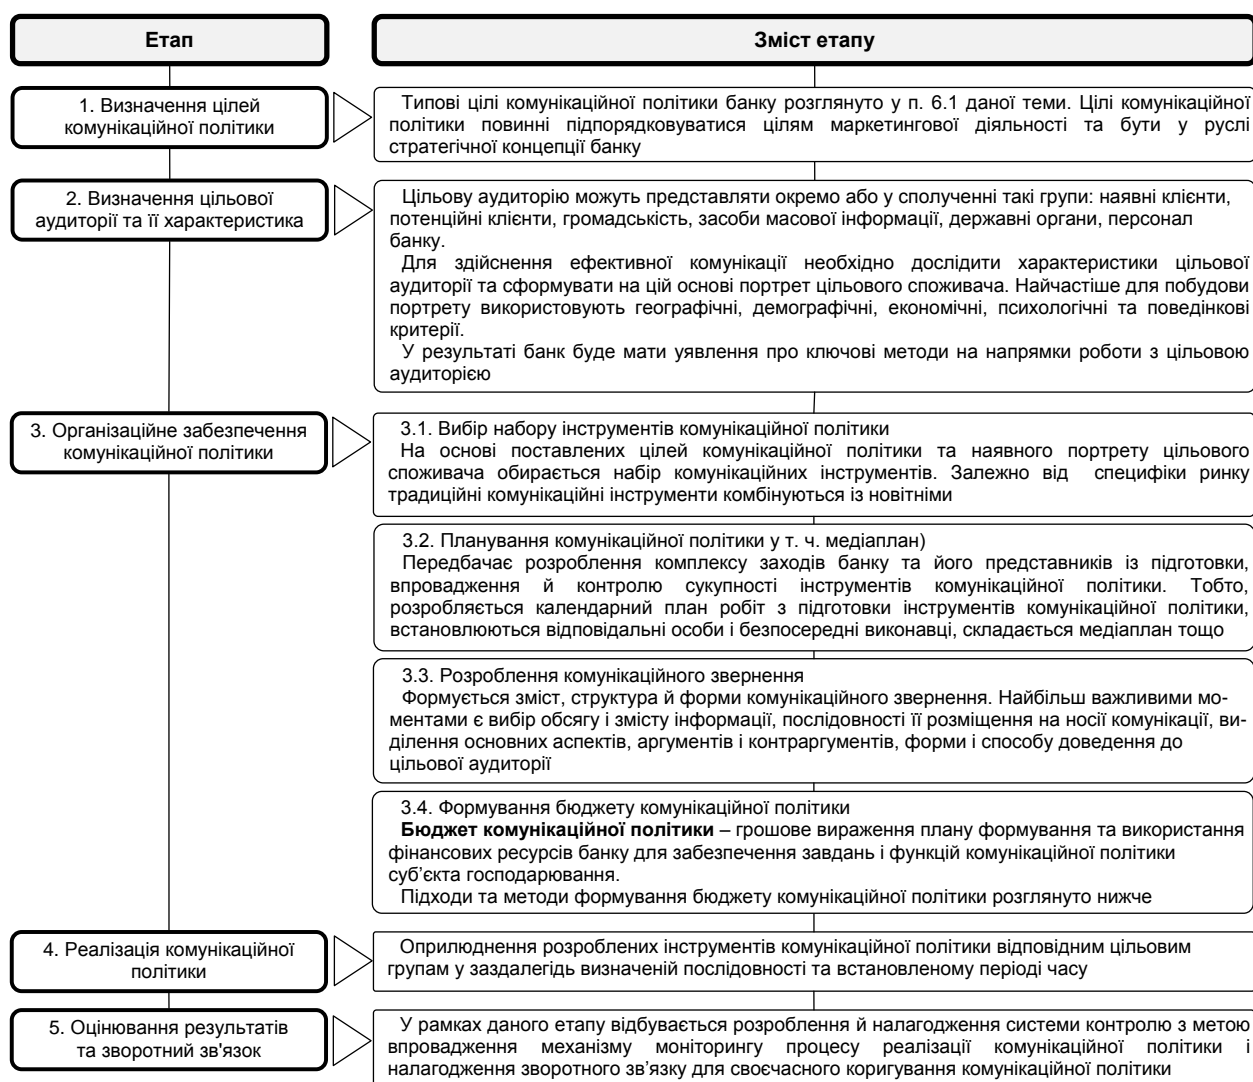 Етап
Зміст етапу
1. Визначення цілей
комунікаційної політики
Типові цілі комунікаційної політики банку розглянуто у п. 6.1 даної теми. Цілі комунікаційної
політики повинні підпорядковуватися цілям маркетингової діяльності та бути у руслі
стратегічної концепції банку
2. Визначення цільової
аудиторії та її характеристика
Цільову аудиторію можуть представляти окремо або у сполученні такі групи: наявні клієнти,
потенційні клієнти, громадськість, засоби масової інформації, державні органи, персонал
банку.
Для здійснення ефективної комунікації необхідно дослідити характеристики цільової
аудиторії та сформувати на цій основі портрет цільового споживача. Найчастіше для побудови
портрету використовують географічні, демографічні, економічні, психологічні та поведінкові
критерії.
У результаті банк буде мати уявлення про ключові методи на напрямки роботи з цільовою
аудиторією
3. Організаційне забезпечення
комунікаційної політики
3.1. Вибір набору інструментів комунікаційної політики
На основі поставлених цілей комунікаційної політики та наявного портрету цільового
споживача обирається набір комунікаційних інструментів. Залежно від специфіки ринку
традиційні комунікаційні інструменти комбінуються із новітніми
3.2. Планування комунікаційної політики у т. ч. медіаплан)
Передбачає розроблення комплексу заходів банку та його представників із підготовки,
впровадження й контролю сукупності інструментів комунікаційної політики. Тобто,
розробляється календарний план робіт з підготовки інструментів комунікаційної політики,
встановлюються відповідальні особи і безпосередні виконавці, складається медіаплан тощо
3.3. Розроблення комунікаційного звернення
Формується зміст, структура й форми комунікаційного звернення. Найбільш важливими мо-
ментами є вибір обсягу і змісту інформації, послідовності її розміщення на носії комунікації, ви-
ділення основних аспектів, аргументів і контраргументів, форми і способу доведення до
цільової аудиторії
3.4. Формування бюджету комунікаційної політики
Бюджет комунікаційної політики – грошове вираження плану формування та використання
фінансових ресурсів банку для забезпечення завдань і функцій комунікаційної політики
суб’єкта господарювання.
Підходи та методи формування бюджету комунікаційної політики розглянуто нижче
4. Реалізація комунікаційної
політики
Оприлюднення розроблених інструментів комунікаційної політики відповідним цільовим
групам у заздалегідь визначеній послідовності та встановленому періоді часу
5. Оцінювання результатів
та зворотний зв'язок
У рамках даного етапу відбувається розроблення й налагодження системи контролю з метою
впровадження механізму моніторингу процесу реалізації комунікаційної політики і
налагодження зворотного зв’язку для своєчасного коригування комунікаційної політики